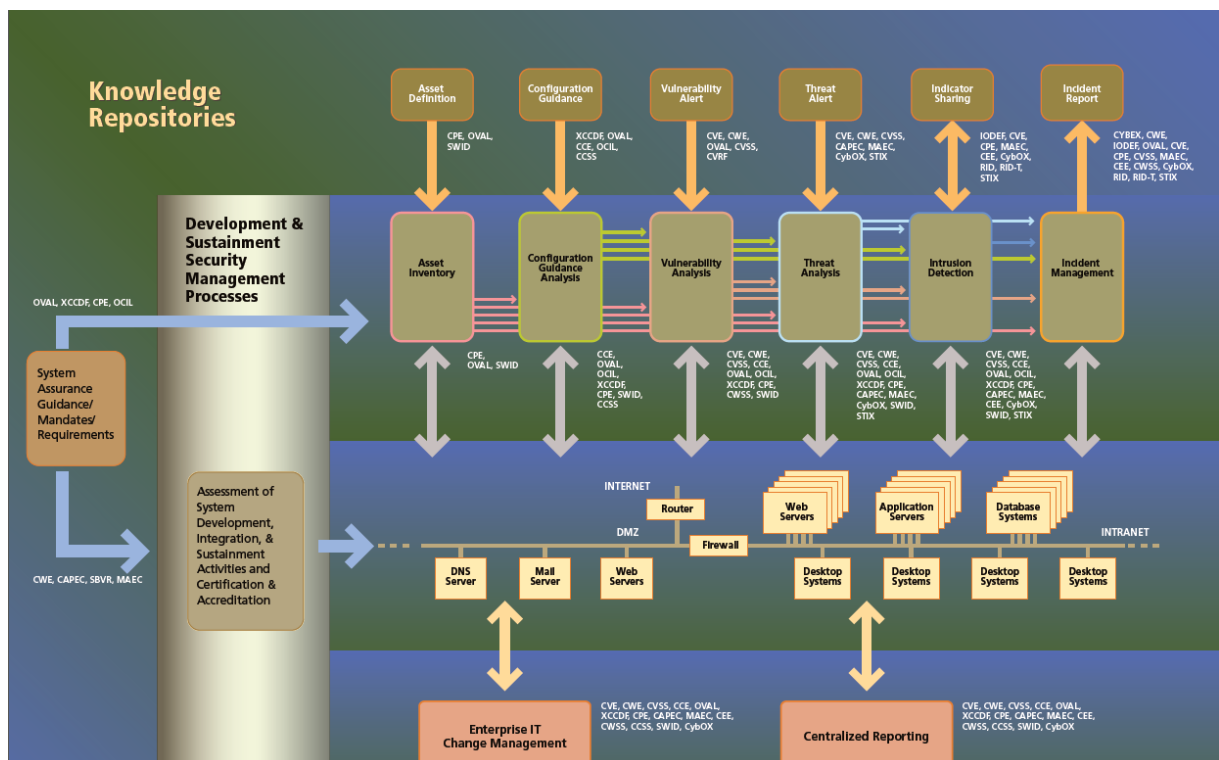 Knowledge
Repositories
Asset
Definition
Configuration
Guidance
Vulnerability
Alert
Threat
Alert
Indicator
Sharing
Incident
Report
CPE, OVAL,
SWID
XCCDF, OVAL,
CCE, OCIL,
CCSS
CVE, CWE,
OVAL, CVSS,
CVRF
CVE, CWE, CVSS,
CAPEC, MAEC,
CybOX, STIX
IODEF, CVE,
CPE, MAEC,
CEE, CybOX,
RID, RID-T,
STIX
CYBEX, CWE,
IODEF, OVAL, CVE,
CPE, CVSS, MAEC,
CEE, CWSS, CybOX,
RID, RID-T, STIX
Development &
Sustainment
Security
Management
Processes
Asset
Inventory
Configuration
Guidance
Analysis
Vulnerability
Analysis
Threat
Analysis
Intrusion
Detection
Incident
Management
OVAL, XCCDF, CPE, OCIL
CPE,
OVAL, SWID
CCE,
OVAL,
OCIL,
XCCDF,
CPE, SWID,
CCSS
CVE, CWE,
CVSS, CCE,
OVAL, OCIL,
XCCDF, CPE,
CWSS, SWID
CVE, CWE,
CVSS, CCE,
OVAL, OCIL,
XCCDF, CPE,
CAPEC, MAEC,
CybOX, SWID,
STIX
CVE, CWE,
CVSS, CCE,
OVAL, OCIL,
XCCDF, CPE,
CAPEC, MAEC,
CEE, CybOX,
SWID, STIX
System
Assurance
Guidance/
Mandates/
Requirements
Assessment of
System
Development,
Integration, &
Sustainment
Activities and
Certification &
Accreditation
CWE, CAPEC, SBVR, MAEC
INTERNET
Router
DMZ
Firewall
Web
Servers
Application
Servers
Database
Systems
INTRANET
DNS
Server
Mail
Server
Web
Servers
Desktop
Systems
Desktop
Systems
Desktop
Systems
Desktop
Systems
Enterprise IT
Change Management
CVE, CWE, CVSS, CCE, OVAL,
XCCDF, CPE, CAPEC, MAEC, CEE,
CWSS, CCSS, SWID, CybOX
Centralized Reporting
CVE, CWE, CVSS, CCE, OVAL,
XCCDF, CPE, CAPEC, MAEC, CEE,
CWSS, CCSS, SWID, CybOX